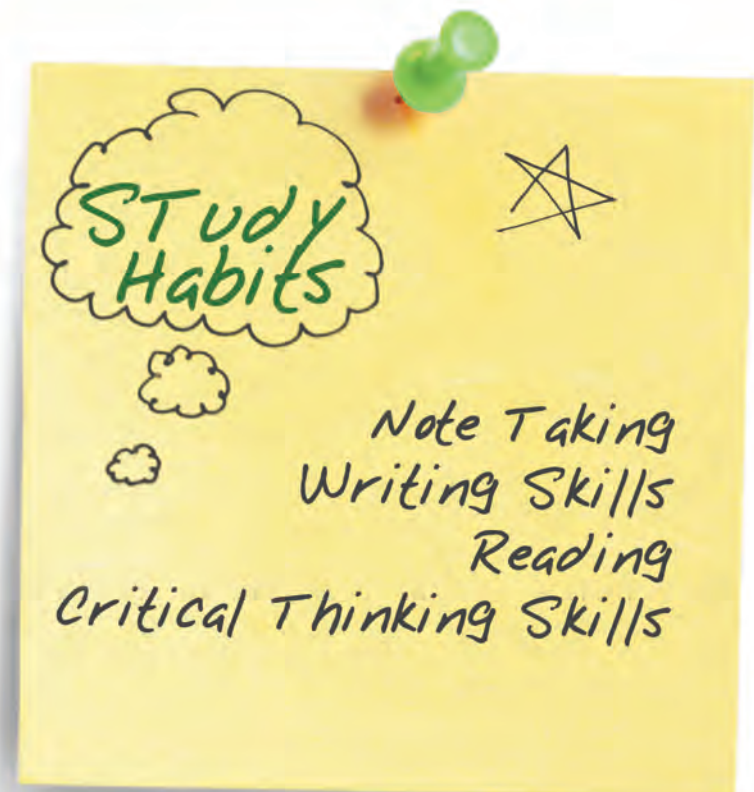 STudy
Habits
Note Taking
Writing Skills
Reading
Critical Thinking Skills